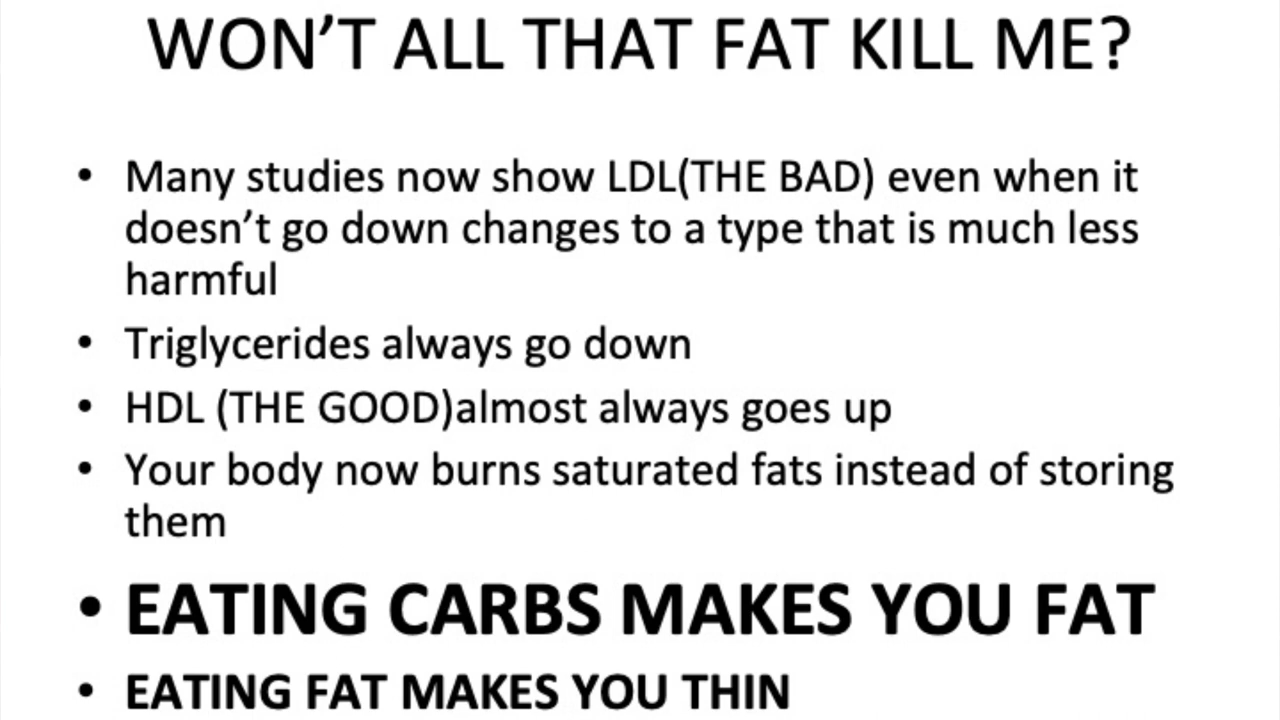 WON’T ALL THAT FAT KILL ME?
• Many studies now show LDL(THE BAD) even when it
doesn’t go down changes to a type that is much less
harmful
• Triglycerides always go down
• HDL (THE GOOD)almost always goes up
• Your body now burns saturated fats instead of storing
them
• EATING CARBS MAKES YOU FAT
• EATING FAT MAKES YOU THIN